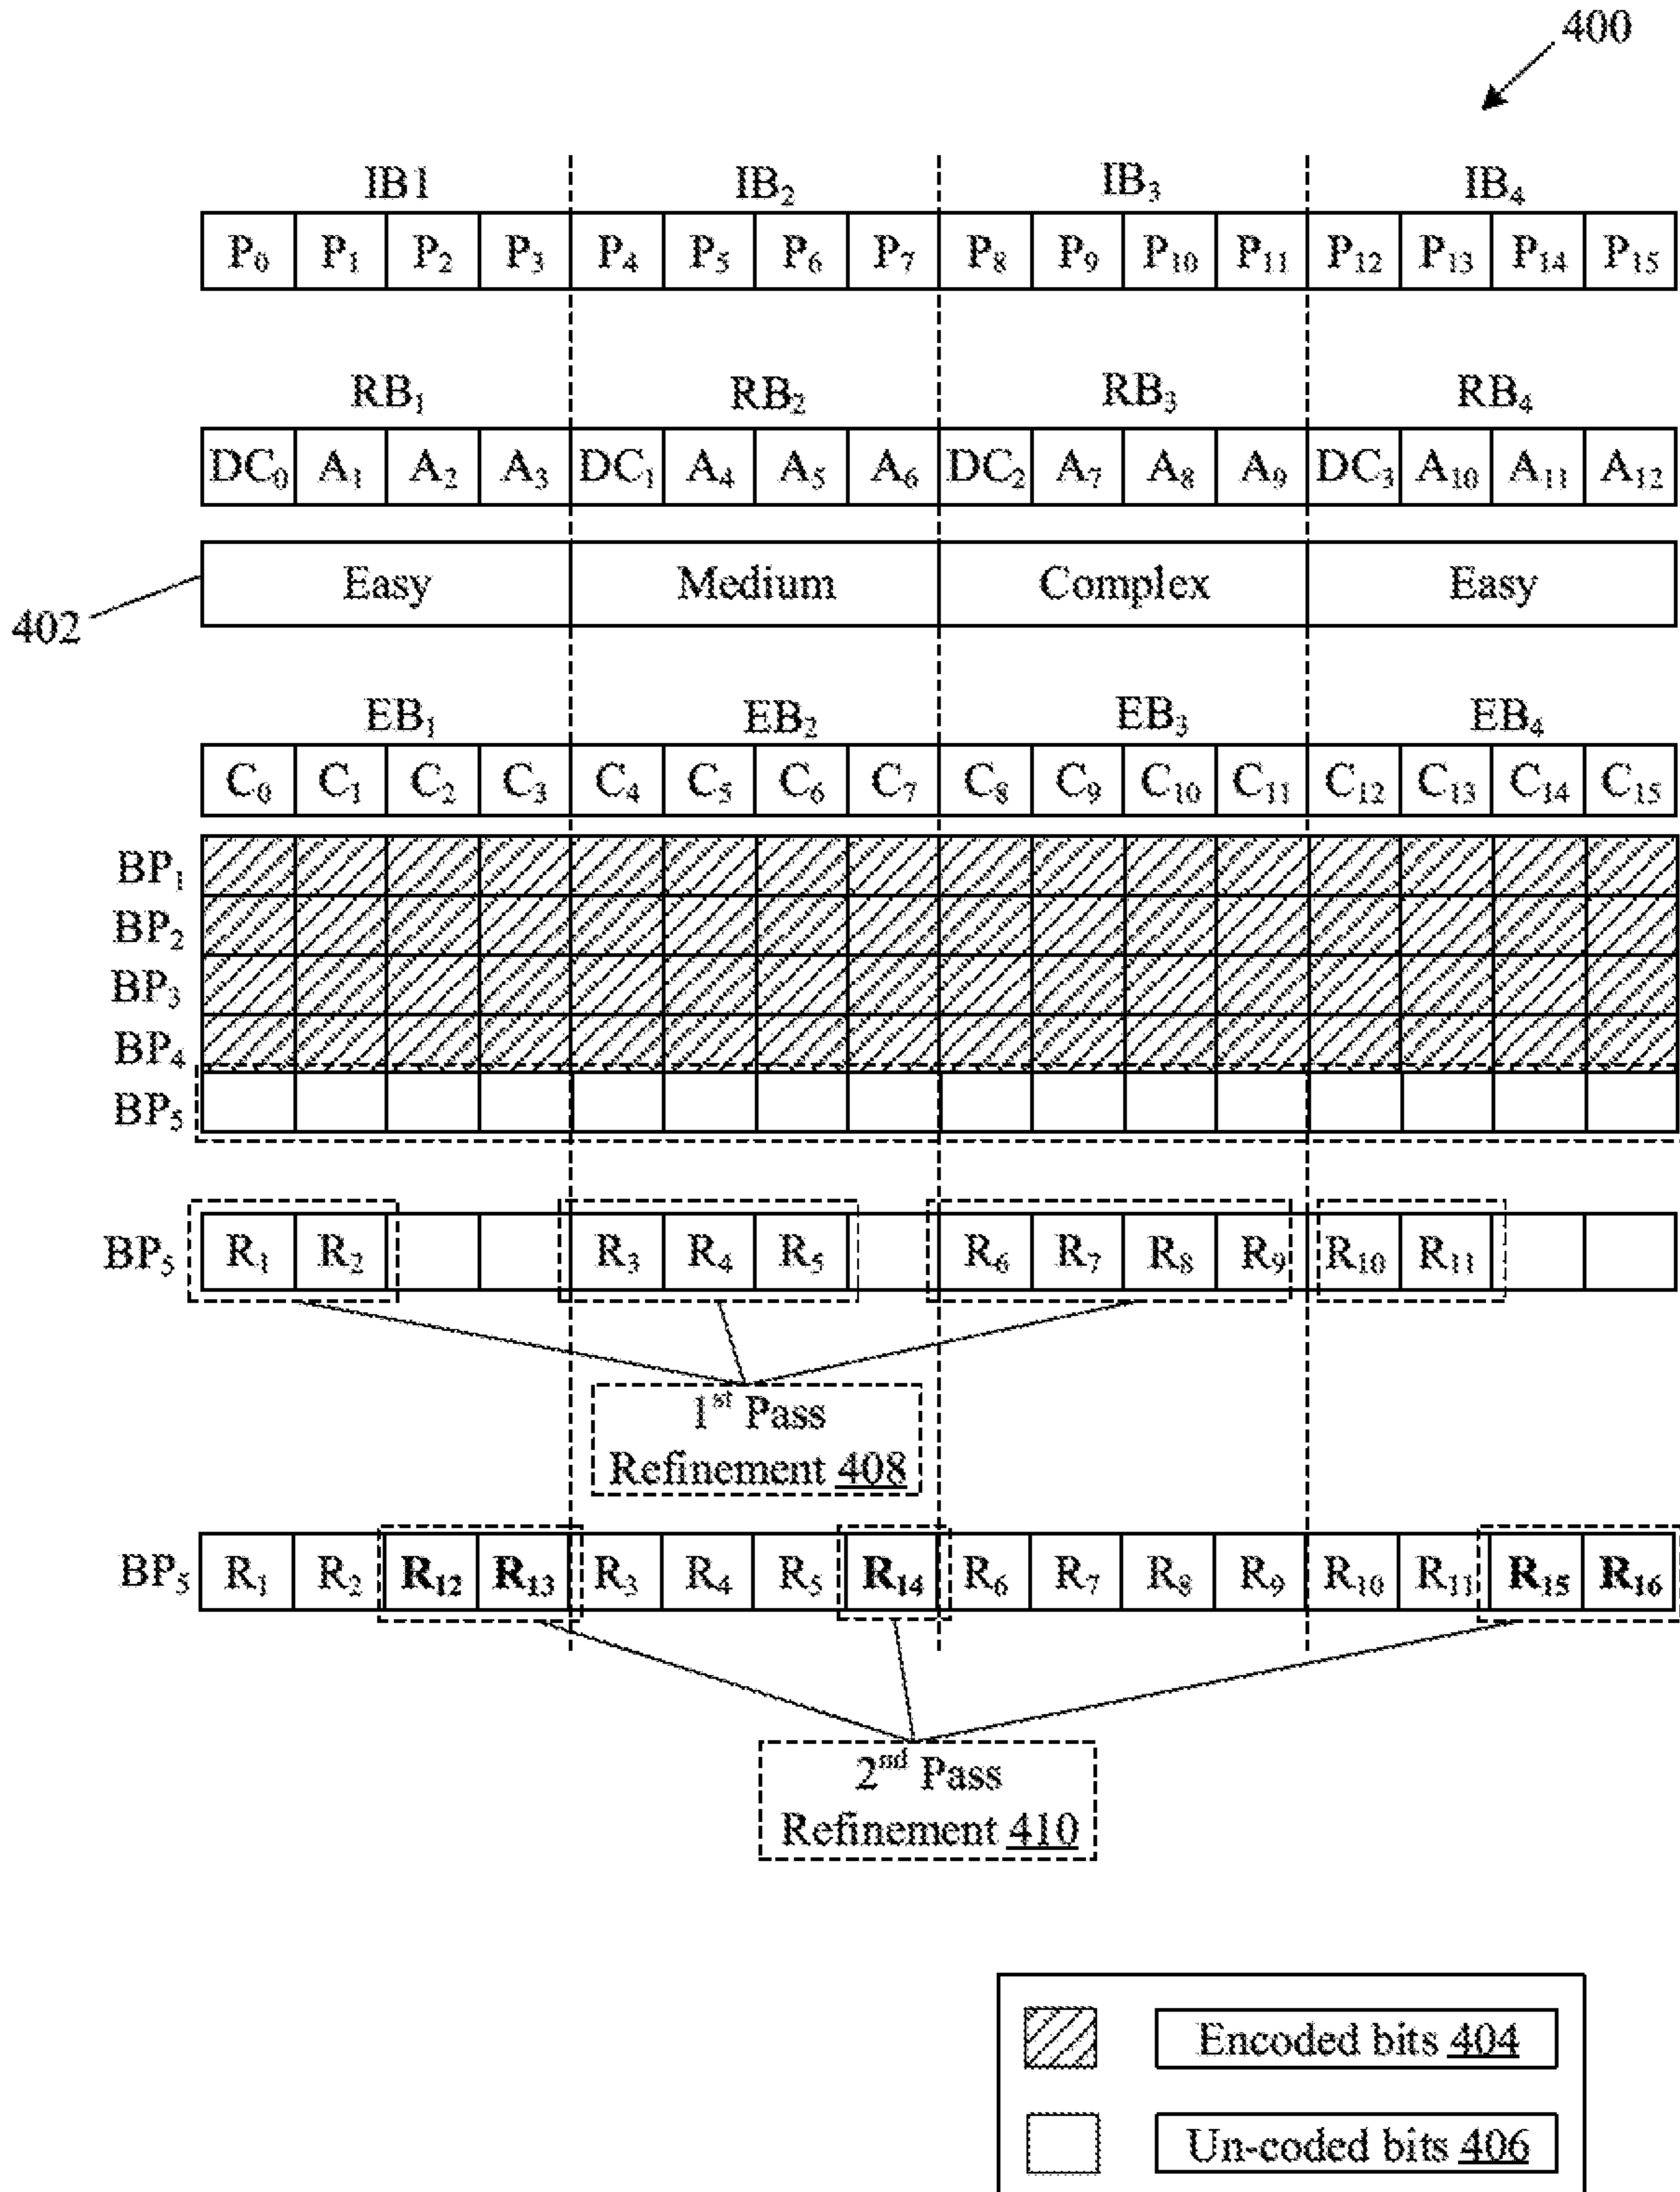 400
IB1 IB₂ IB₃ IB₄
P₀ P₁ P₂ P₃ P₄ P₅ P₆ P₇ P₈ P₉ P₁₀ P₁₁ P₁₂ P₁₃ P₁₄ P₁₅
RB₁ RB₂ RB₃ RB₄
DC₀ A₁ A₂ A₃ DC₁ A₄ A₅ A₆ DC₂ A₇ A₈ A₉ DC₃ A₁₀ A₁₁ A₁₂
Easy Medium Complex Easy
402
EB₁ EB₂ EB₃ EB₄
C₀ C₁ C₂ C₃ C₄ C₅ C₆ C₇ C₈ C₉ C₁₀ C₁₁ C₁₂ C₁₃ C₁₄ C₁₅
BP₁
BP₂
BP₃
BP₄
BP₅
BP₅ R₁ R₂ R₃ R₄ R₅ R₆ R₇ R₈ R₉ R₁₀ R₁₁
1ˢᵗ Pass
Refinement 408
BP₅ R₁ R₂ R₁₂ R₁₃ R₃ R₄ R₅ R₁₄ R₆ R₇ R₈ R₉ R₁₀ R₁₁ R₁₅ R₁₆
2ⁿᵈ Pass
Refinement 410
Encoded bits 404
Un-coded bits 406